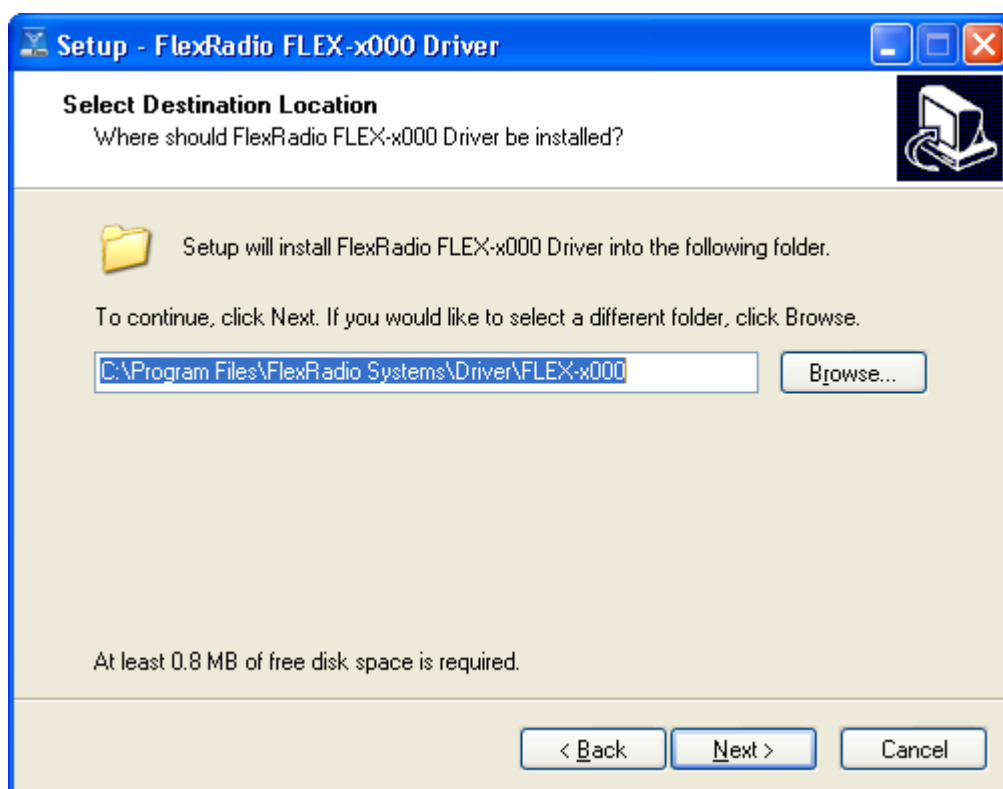 Setup - FlexRadio FLEX-x000 Driver
Select Destination Location
Where should FlexRadio FLEX-x000 Driver be installed?
Setup will install FlexRadio FLEX-x000 Driver into the following folder.
To continue, click Next. If you would like to select a different folder, click Browse.
C:\Program Files\FlexRadio Systems\Driver\FLEX-x000
Browse...
At least 0.8 MB of free disk space is required.
< Back Next > Cancel